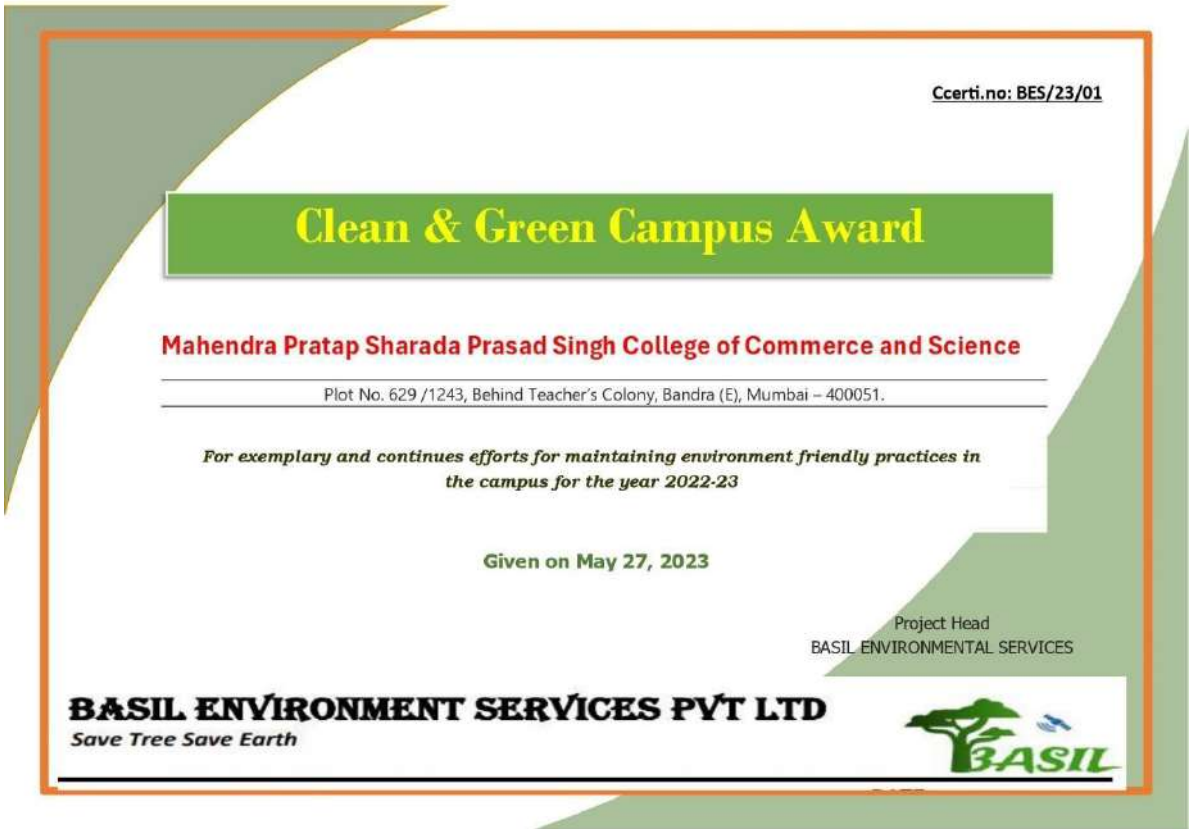 Ccerti.no: BES/23/01
Clean & Green Campus Award
Mahendra Pratap Sharada Prasad Singh College of Commerce and Science
Plot No. 629 /1243, Behind Teacher's Colony, Bandra (E), Mumbai – 400051.
For exemplary and continues efforts for maintaining environment friendly practices in
the campus for the year 2022-23
Given on May 27, 2023
Project Head
BASIL ENVIRONMENTAL SERVICES
BASIL ENVIRONMENT SERVICES PVT LTD
Save Tree Save Earth
BASIL